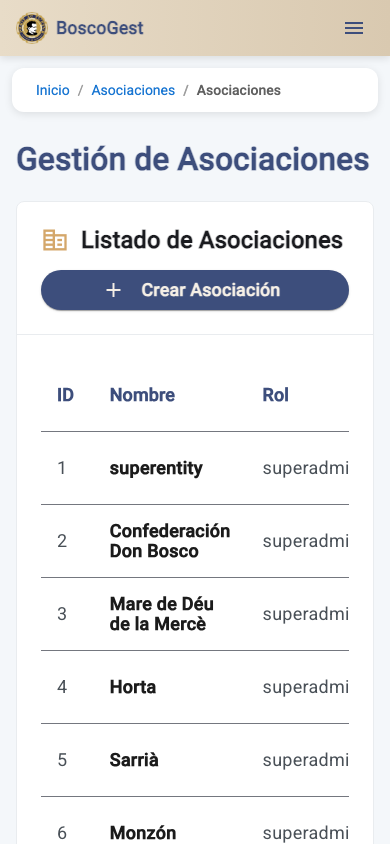 BoscoGest
Inicio / Asociaciones / Asociaciones
Gestión de Asociaciones
Listado de Asociaciones
Crear Asociación
ID Nombre Rol
1 superentity superadmi
2 Confederación Don Bosco superadmi
3 Mare de Déu de la Mercè superadmi
4 Horta superadmi
5 Sarrià superadmi
6 Monzón superadmi